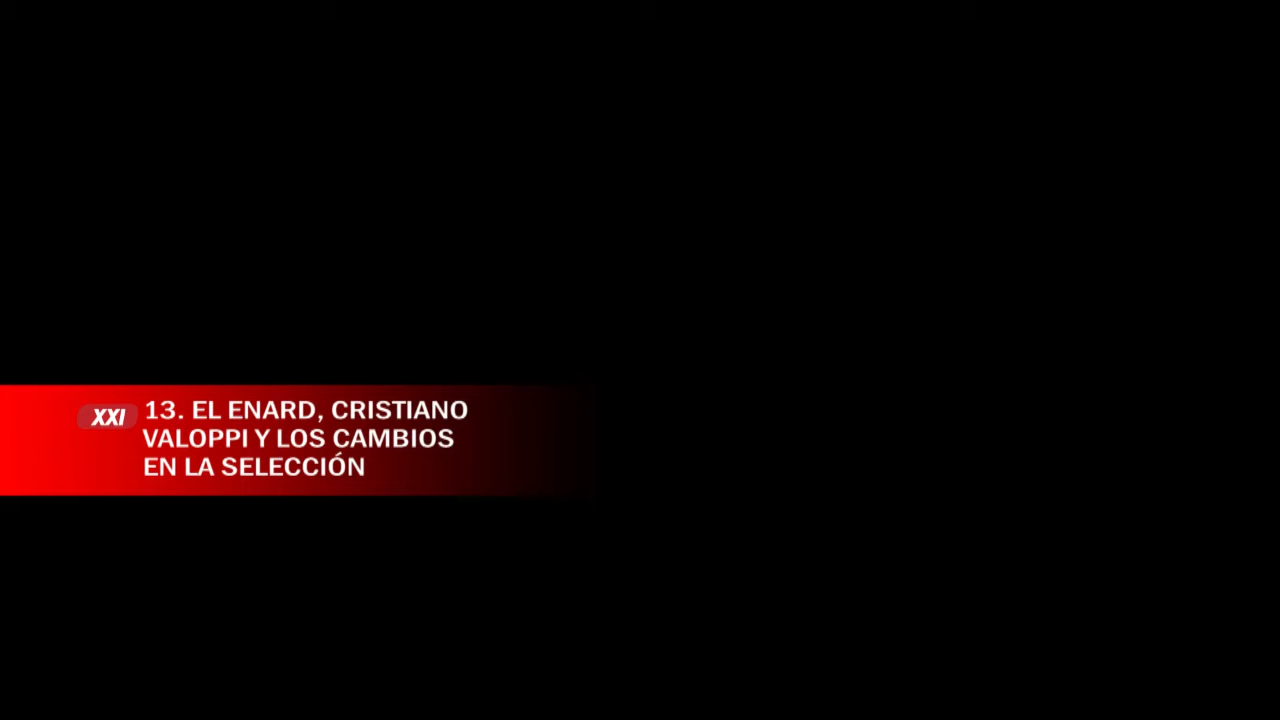 XXI 13. EL ENARD, CRISTIANO
VALOPPI Y LOS CAMBIOS
EN LA SELECCIÓN